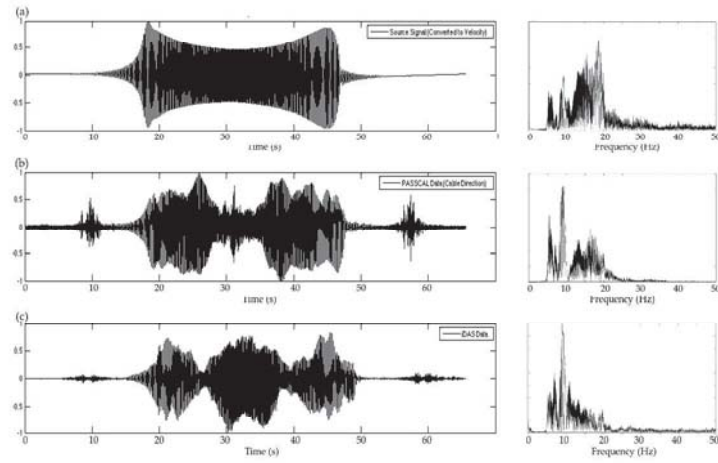 (a)
Source Signal (Converted to Velocity)
1
0.5
0
0.5
-1
0 10 20 30 40 50 60
Time (s)
0 10 20 30 40 50
Frequency (Hz)
(b)
PASSCAL Data (Cable Direction)
1
0.5
0
0.5
-1
0 10 20 30 40 50 60
Time (s)
0 10 20 30 40 50
Frequency (Hz)
(c)
iDAS Data
1
0.5
0
0.5
-1
0 10 20 30 40 50 60
Time (s)
0 10 20 30 40 50
Frequency (Hz)